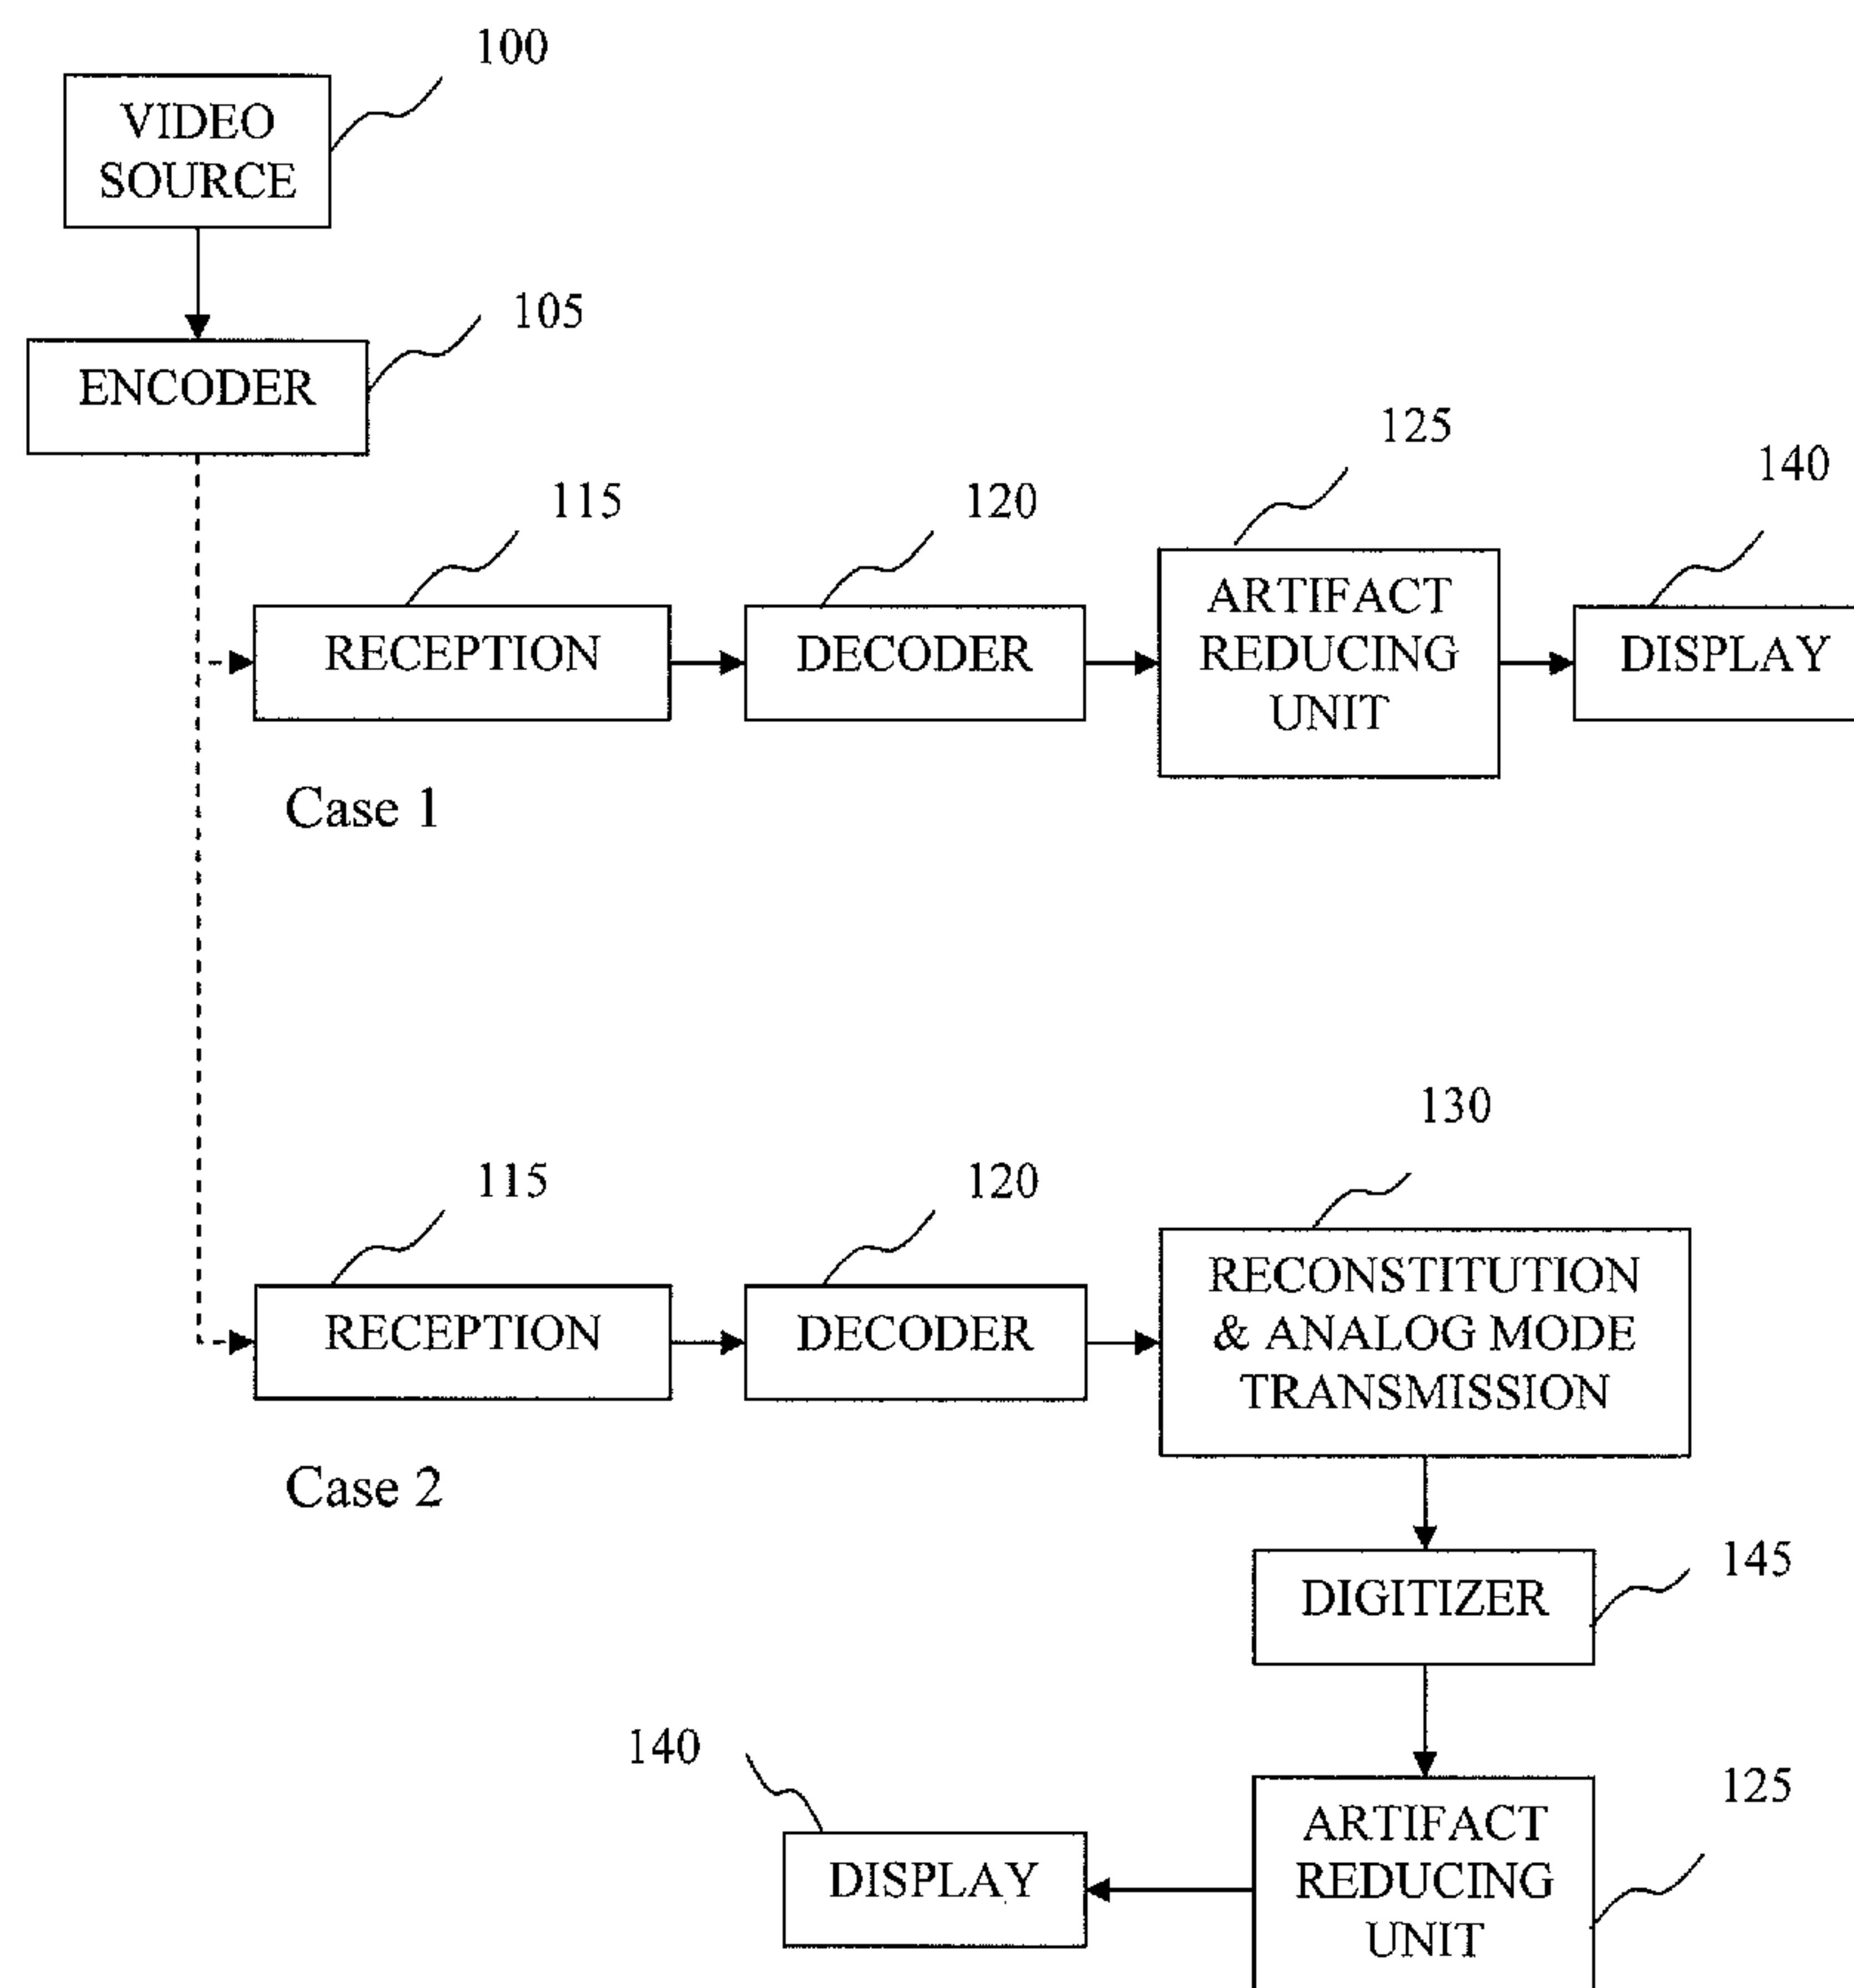 100
VIDEO
SOURCE
105
ENCODER
125
140
115
120
ARTIFACT
REDUCING
UNIT
RECEPTION
DECODER
DISPLAY
Case 1
130
115
120
RECONSTITUTION
& ANALOG MODE
TRANSMISSION
RECEPTION
DECODER
Case 2
145
DIGITIZER
140
125
ARTIFACT
REDUCING
UNIT
DISPLAY